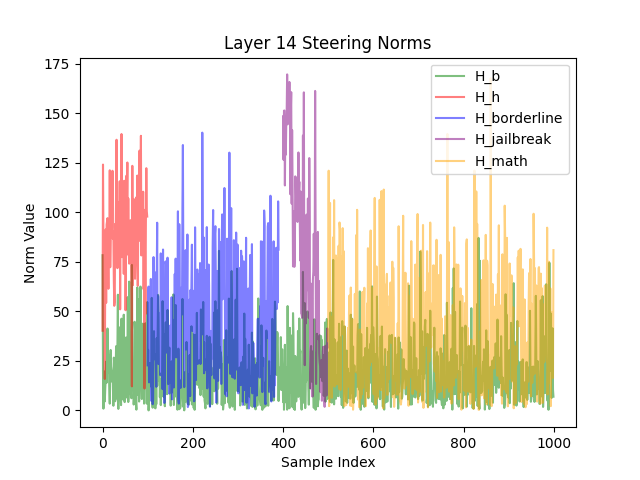 Layer 14 Steering Norms
175
150
125
100
75
50
25
0
Norm Value
0
200
400
600
800
1000
Sample Index
H_b
H_h
H_borderline
H_jailbreak
H_math